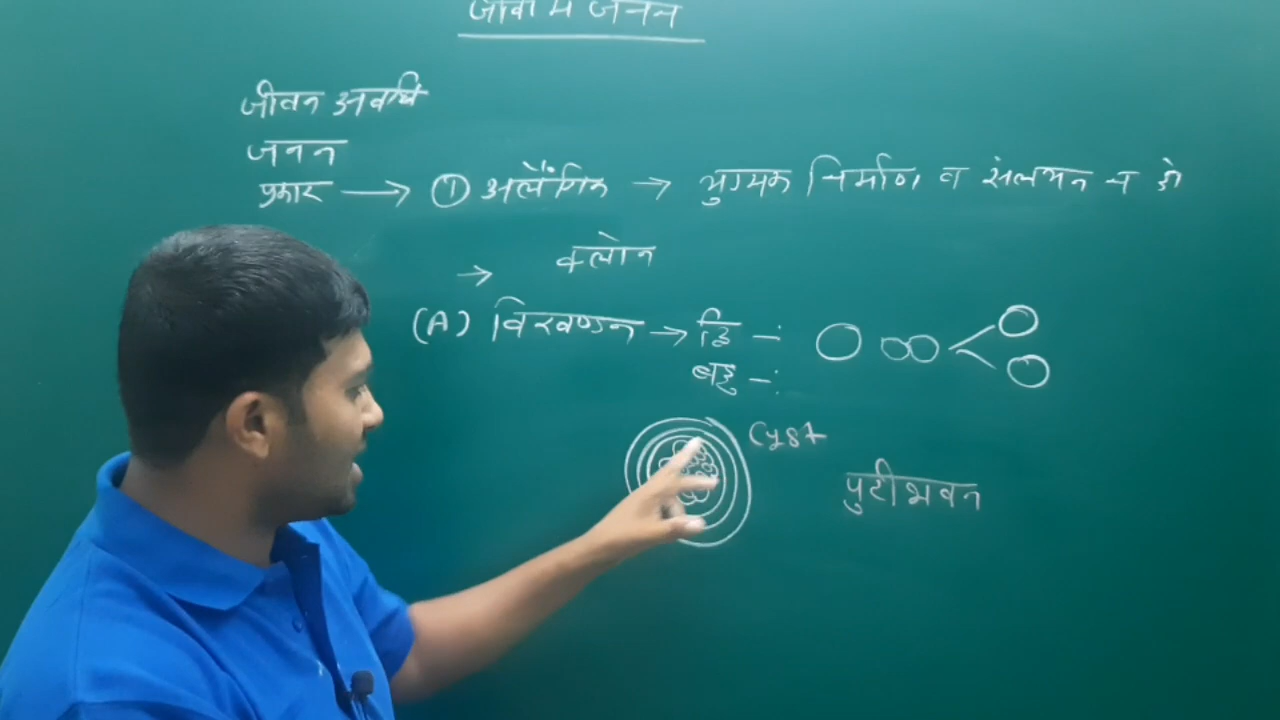 जीवों में जनन
जीवन अवधि
जनन
प्रकार → ① अलैंगिक → युग्मक निर्माण व संलयन न हो
→ क्लोन
(A) विखण्डन → द्वि -:
बहु -:
Cyst
पुटीभवन